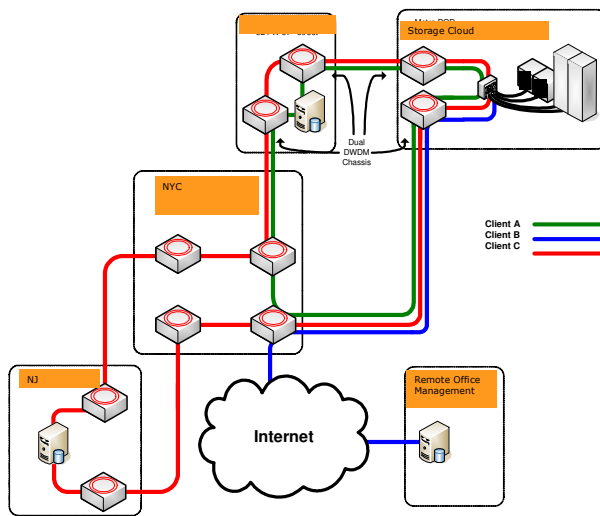 Storage Cloud
Dual
DWDM
Chassis
NYC
Client A
Client B
Client C
NJ
Remote Office
Management
Internet